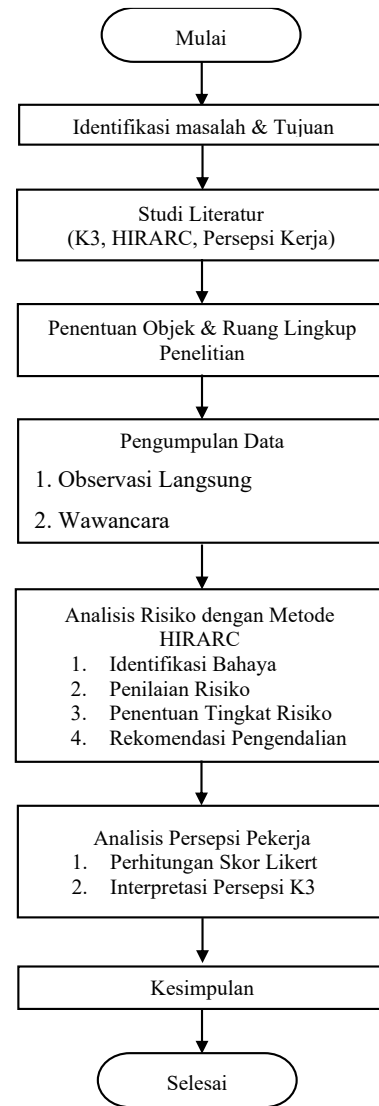 Mulai
Identifikasi masalah & Tujuan
Studi Literatur
(K3, HIRARC, Persepsi Kerja)
Penentuan Objek & Ruang Lingkup
Penelitian
Pengumpulan Data
1. Observasi Langsung
2. Wawancara
Analisis Risiko dengan Metode
HIRARC
1. Identifikasi Bahaya
2. Penilaian Risiko
3. Penentuan Tingkat Risiko
4. Rekomendasi Pengendalian
Analisis Persepsi Pekerja
1. Perhitungan Skor Likert
2. Interpretasi Persepsi K3
Kesimpulan
Selesai